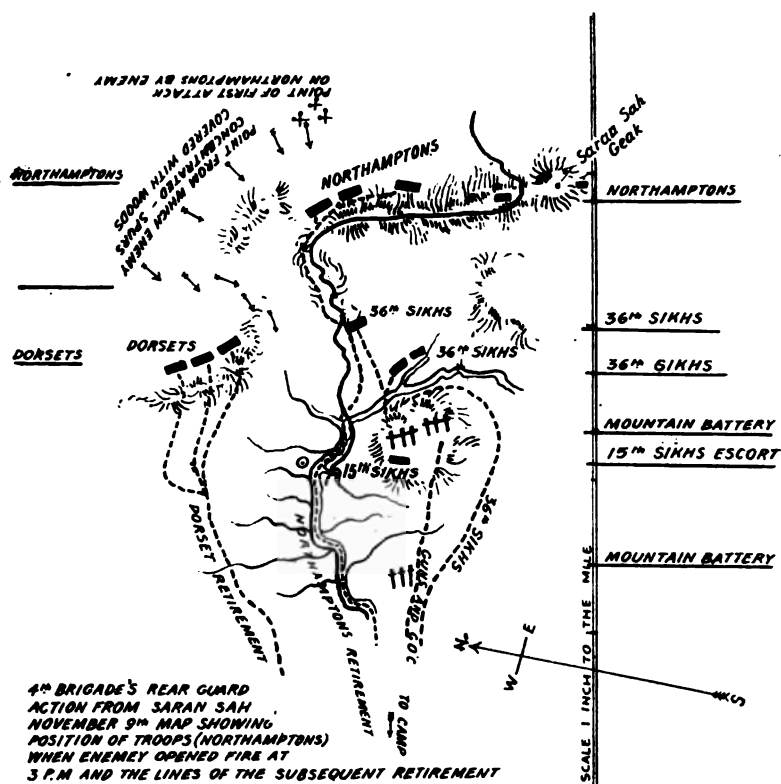 POINT OF FIRST ATTACK
ON NORTHAMPTONS BY ENEMY
POINT FROM WHICH ENEMY
CONCENTRATED - SPURS
COVERED WITH WOODS
NORTHAMPTONS
NORTHAMPTONS
Saraa Sah
Geak
NORTHAMPTONS
36TH SIKHS
36TH SIKHS
DORSETS
DORSETS
36TH SIKHS
36TH GIKHS
MOUNTAIN BATTERY
15TH SIKHS ESCORT
15TH SIKHS
36TH SIKHS
DORSET RETIREMENT
NORTHAMPTONS RETIREMENT
GUNS AND GOC
MOUNTAIN BATTERY
N.
E
W
S
TO CAMP
SCALE 1 INCH TO THE MILE
4TH BRIGADE'S REAR GUARD
ACTION FROM SARAN SAH
NOVEMBER 9TH MAP SHOWING
POSITION OF TROOPS (NORTHAMPTONS)
WHEN ENEMEY OPENED FIRE AT
3 P.M AND THE LINES OF THE SUBSEQUENT RETIREMENT